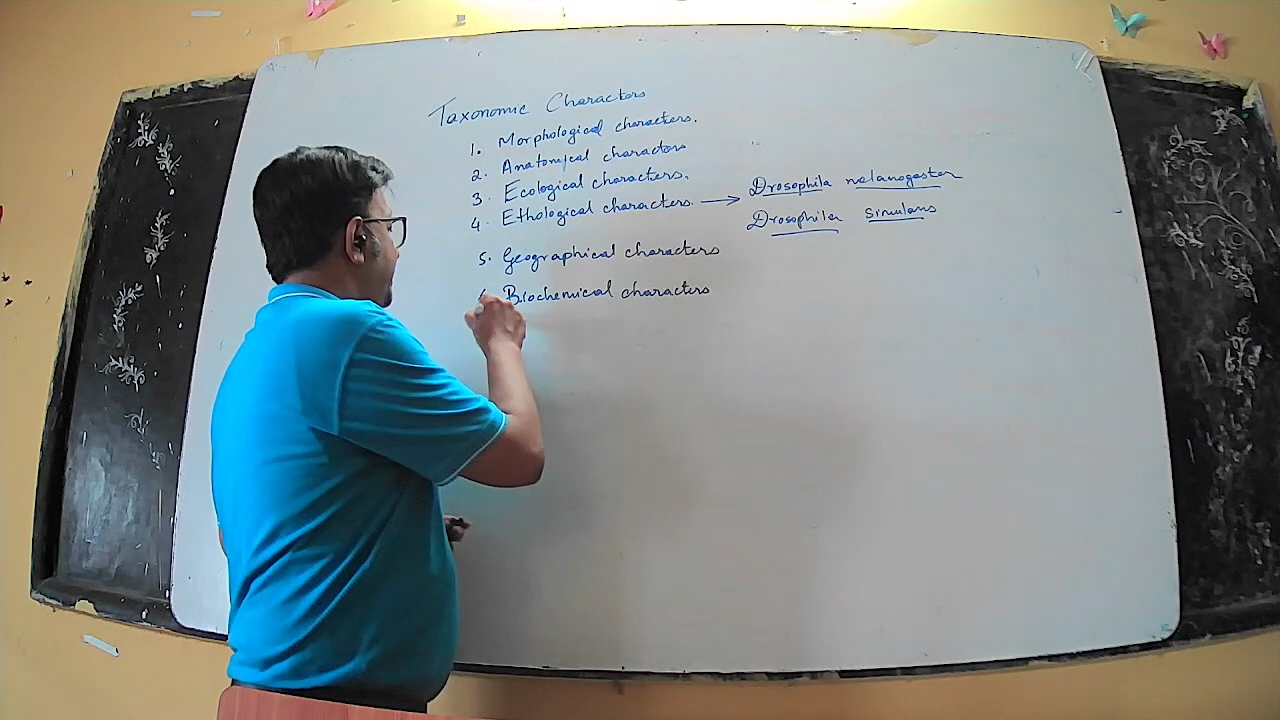 Taxonomic Characters
1. Morphological characters.
2. Anatomical characters
3. Ecological characters.
4. Ethological characters. → Drosophila melanogaster
Drosophila simulans
5. Geographical characters
6 Biochemical characters